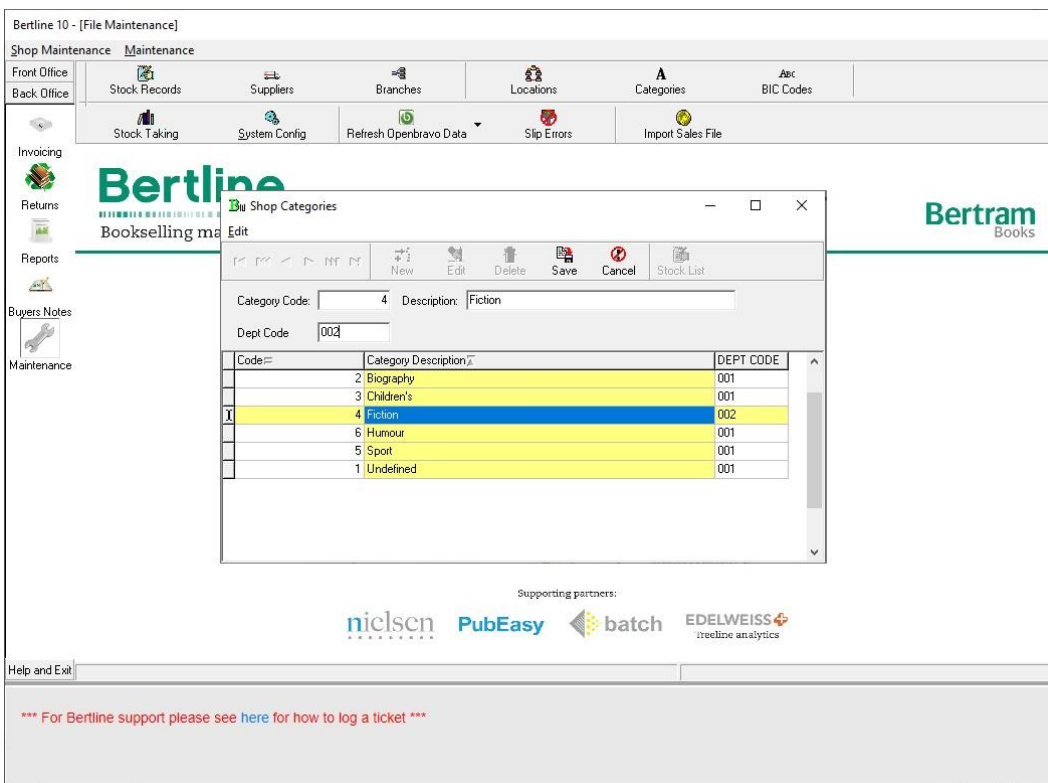 Bertline 10 - [File Maintenance]
Shop Maintenance Maintenance
Front Office
Back Office
Stock Records Suppliers Branches Locations A Categories ABC BIC Codes
Stock Taking System Config Refresh Openbravo Data Slip Errors Import Sales File
Invoicing
Returns
Reports
Buyers Notes
Maintenance
Bertline
Bookselling ma
Bertram
Books
Shop Categories
Edit
New Edit Delete Save Cancel Stock List
Category Code: 4 Description: Fiction
Dept Code 002
Code Category Description DEPT CODE
2 Biography 001
3 Children's 001
4 Fiction 002
6 Humour 001
5 Sport 001
1 Undefined 001
Supporting partners:
nielsen PubEasy batch EDELWEISS
Treeline analytics
Help and Exit
*** For Bertline support please see here for how to log a ticket ***